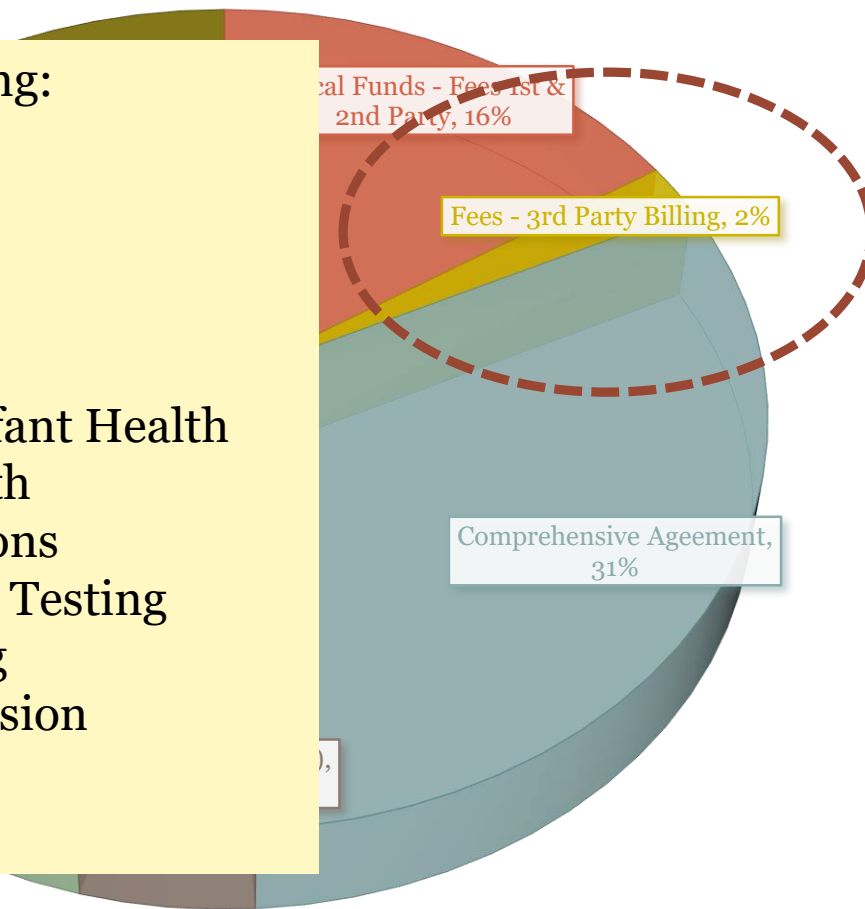 ng:
cal Funds - Fees 1st &
2nd Party, 16%
Fees - 3rd Party Billing, 2%
fant Health
th
ons
Comprehensive Ageement,
31%
Testing
g
sion
),